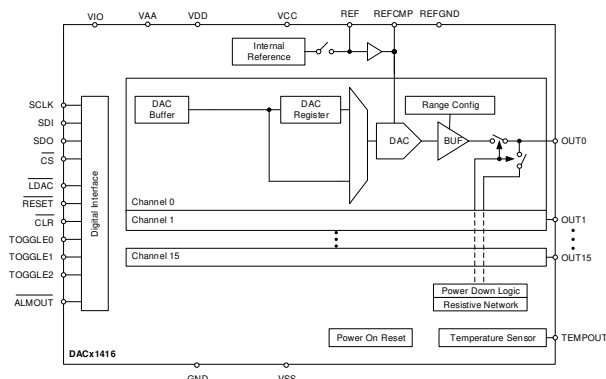 VIO
VAA
VDD
VCC
REF
REFCMP
REFGND
Internal
Reference
SCLK
SDI
SDO
CS
LDAC
RESET
CLR
TOGGLE0
TOGGLE1
TOGGLE2
ALMOUT
Digital Interface
DAC
Buffer
DAC
Register
Range Config
DAC
BUF
OUT0
Channel 0
Channel 1
OUT1
Channel 15
OUT15
Power Down Logic
Resistive Network
Power On Reset
Temperature Sensor
TEMPOUT
DACx1416
GND
VSS